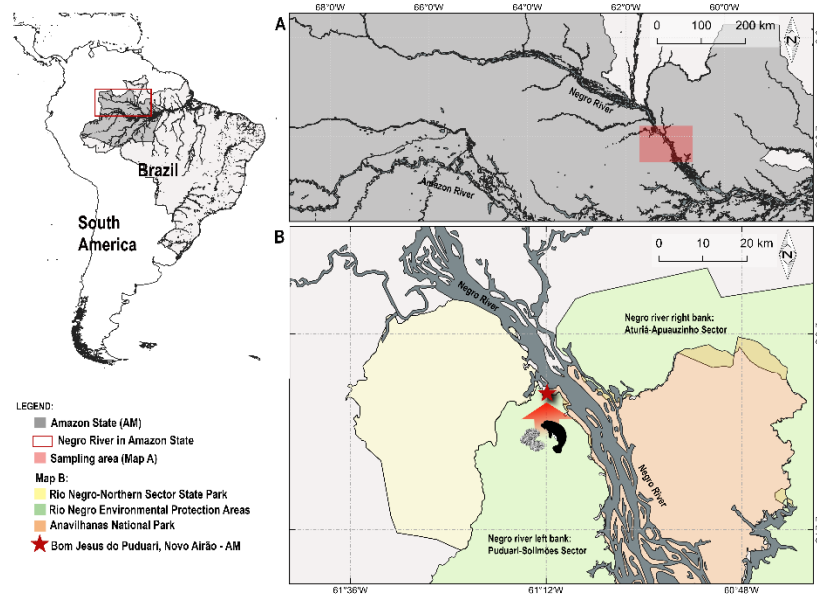 Brazil
South
America
LEGEND:
Amazon State (AM)
Negro River in Amazon State
Sampling area (Map A)
Map B:
Rio Negro-Northern Sector State Park
Rio Negro Environmental Protection Areas
Anavilhanas National Park
Bom Jesus do Puduari, Novo Airão - AM
68°0'W 66°0'W 64°0'W 62°0'W 60°0'W
A
0 100 200 km
N
Negro River
Amazon River
B
0 10 20 km
N
Negro River
Negro river right bank:
Aturiá-Apuauzinho Sector
Negro River
Negro river left bank:
Puduari-Solimões Sector
61°36'W 61°12'W 60°48'W